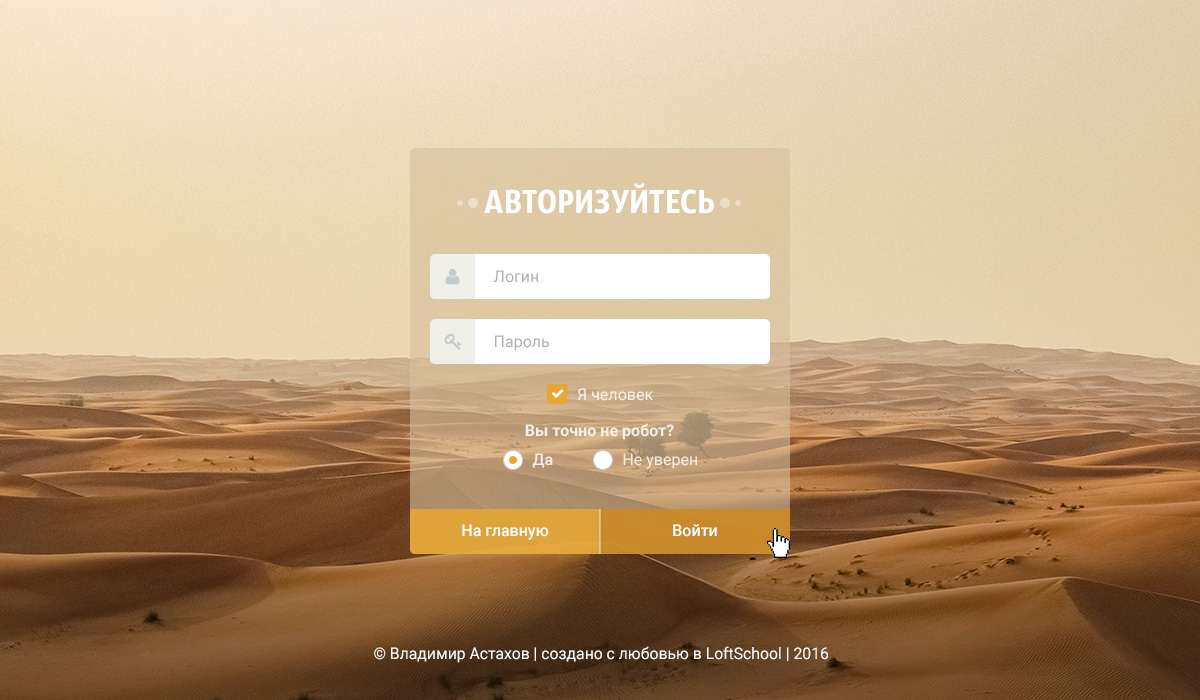 АВТОРИЗУЙТЕСЬ
Логин
Пароль
Я человек
Вы точно не робот?
Да Не уверен
На главную Войти
© Владимир Астахов | создано с любовью в LoftSchool | 2016